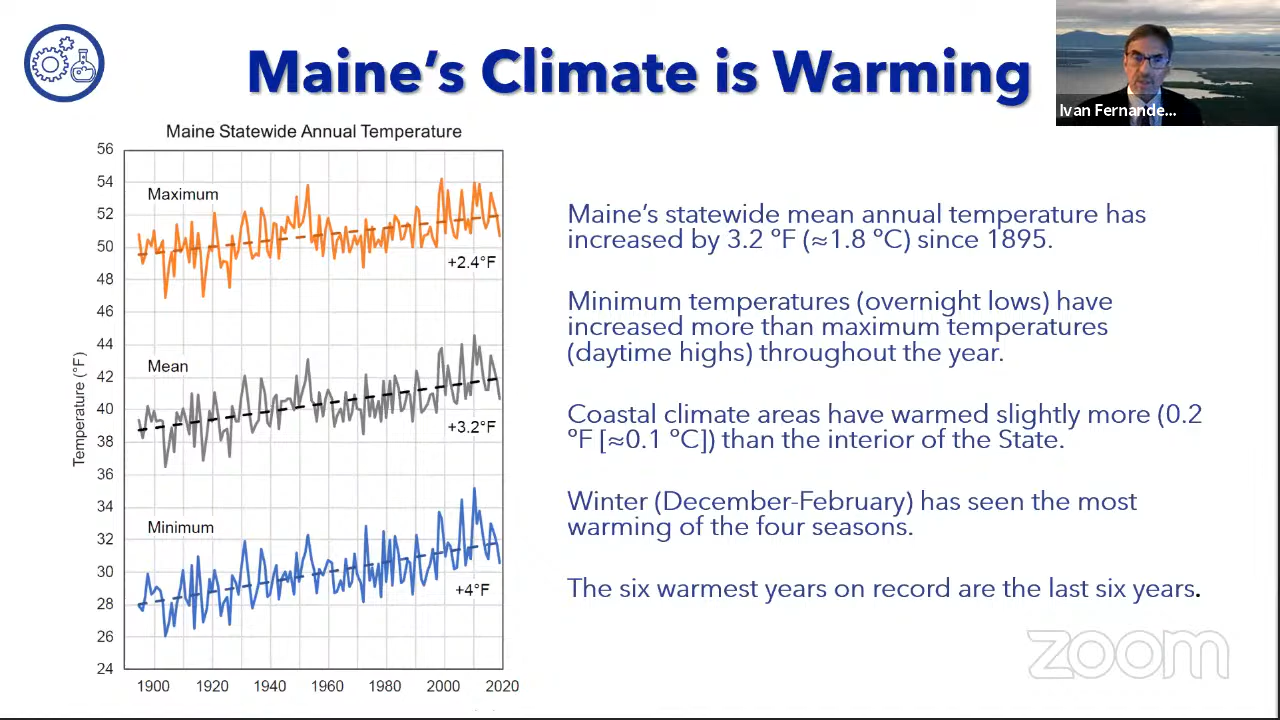 Maine's Climate is Warming
Ivan Fernande...
Maine Statewide Annual Temperature
56
54
52
50
48
46
44
42
40
38
36
34
32
30
28
26
24
Temperature (°F)
Maximum
+2.4°F
Mean
+3.2°F
Minimum
+4°F
1900 1920 1940 1960 1980 2000 2020
Maine's statewide mean annual temperature has
increased by 3.2 ºF (≈1.8 ºC) since 1895.
Minimum temperatures (overnight lows) have
increased more than maximum temperatures
(daytime highs) throughout the year.
Coastal climate areas have warmed slightly more (0.2
ºF [≈0.1 ºC]) than the interior of the State.
Winter (December-February) has seen the most
warming of the four seasons.
The six warmest years on record are the last six years.
zoom